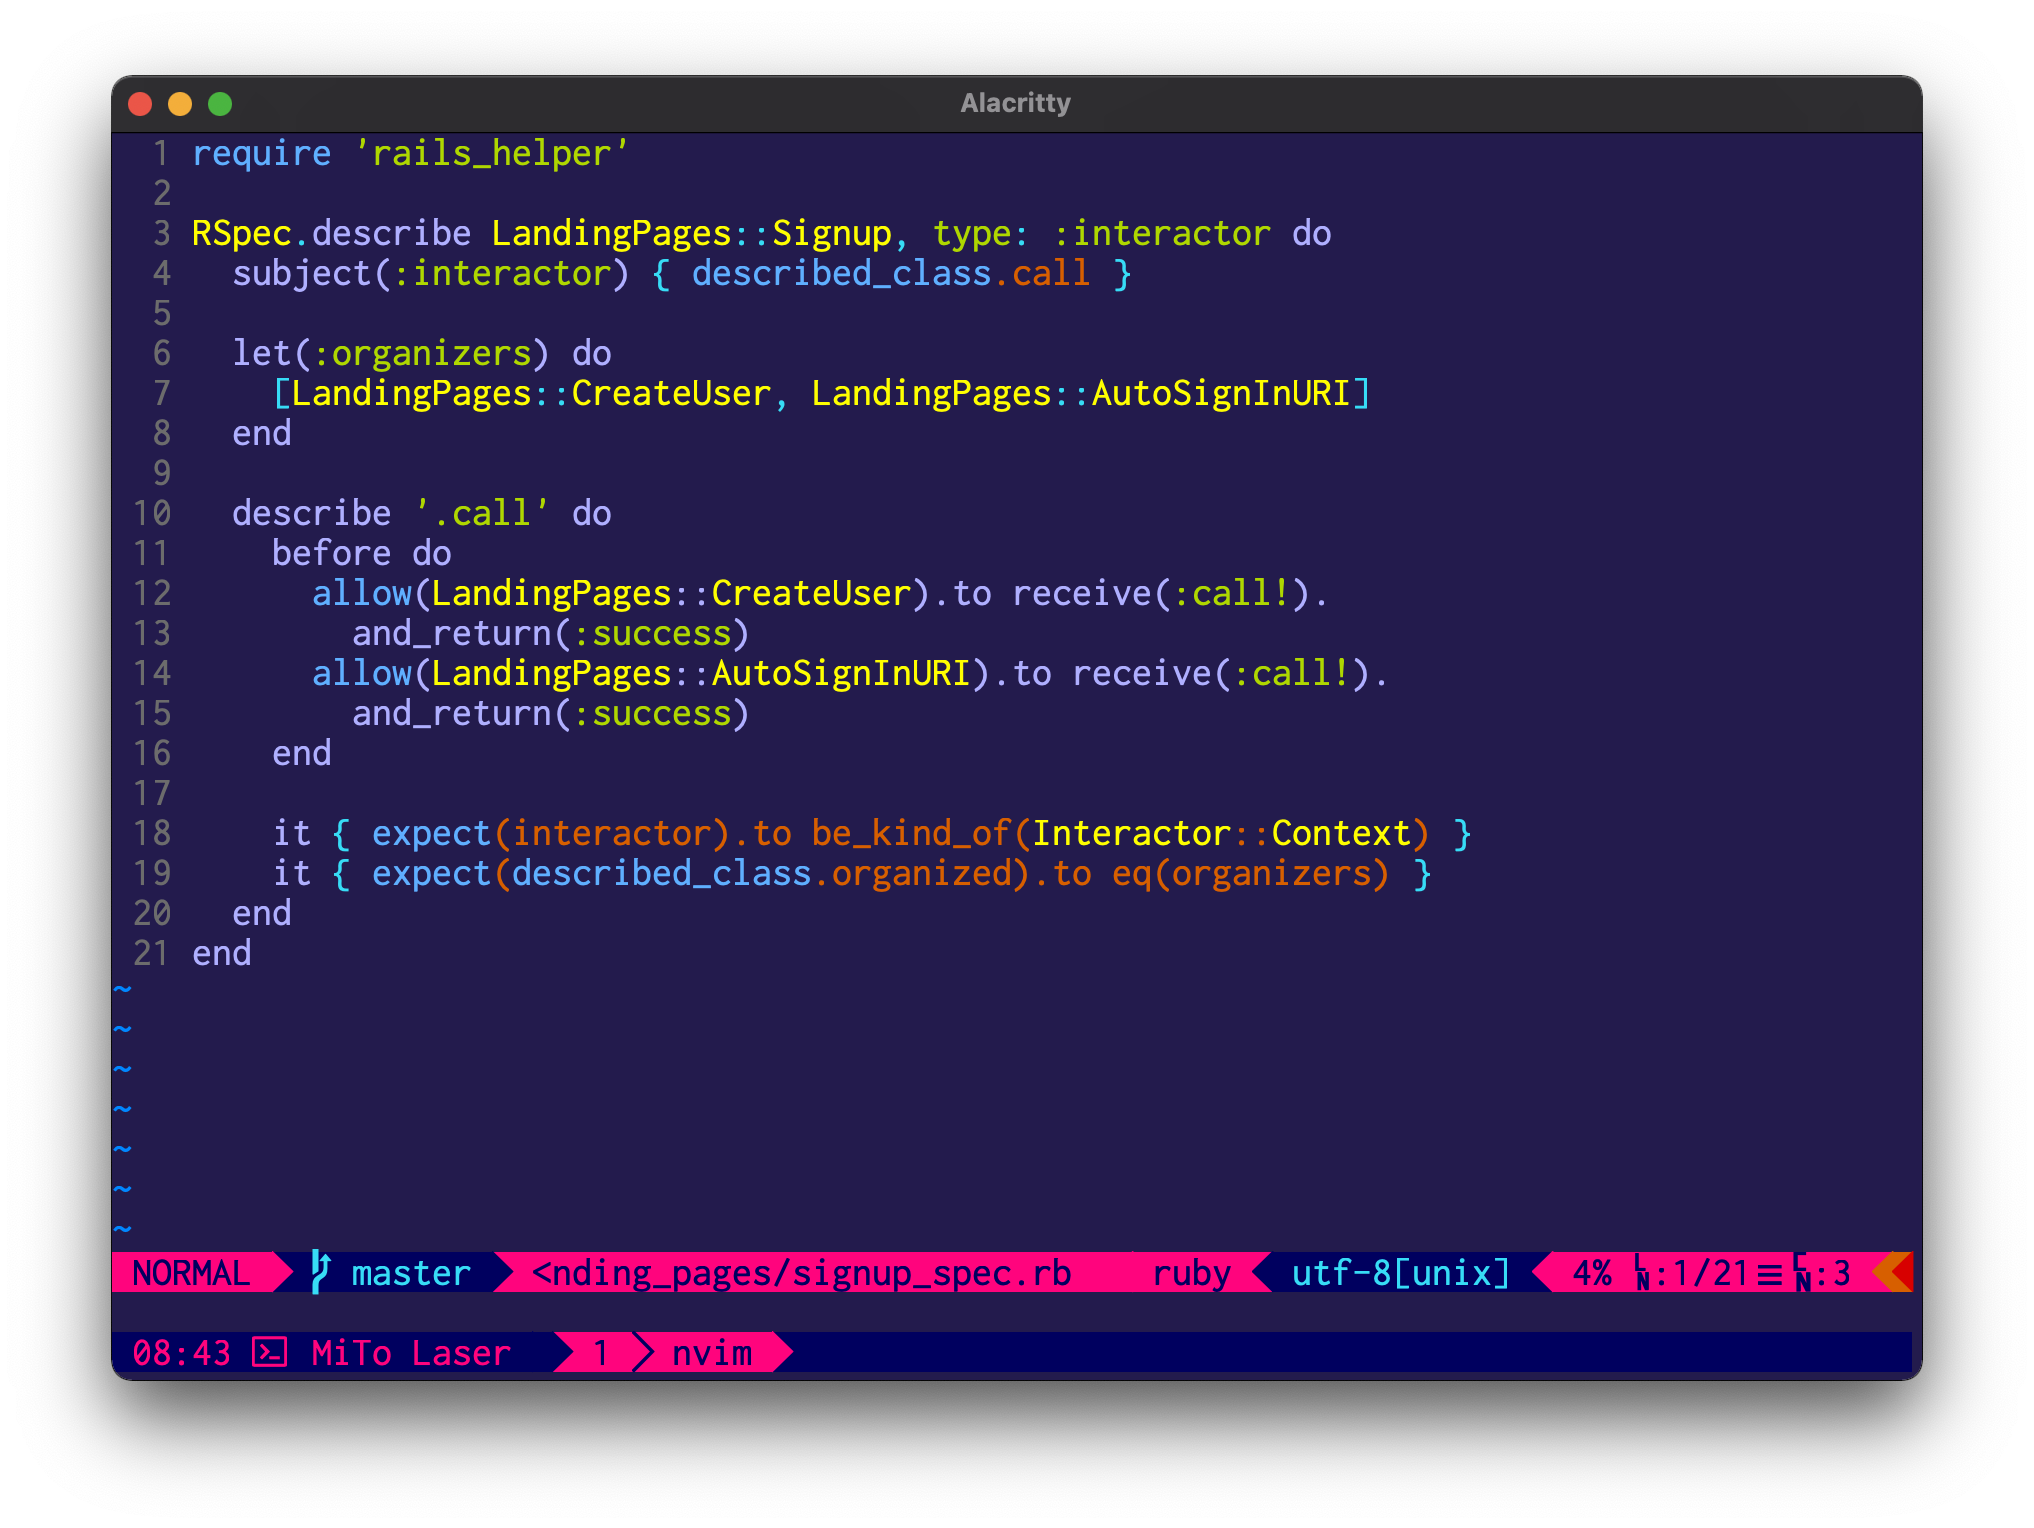 Alacritty
1 require 'rails_helper'
2
3 RSpec.describe LandingPages::Signup, type: :interactor do
4   subject(:interactor) { described_class.call }
5
6   let(:organizers) do
7     [LandingPages::CreateUser, LandingPages::AutoSignInURI]
8   end
9
10   describe '.call' do
11     before do
12       allow(LandingPages::CreateUser).to receive(:call!).
13         and_return(:success)
14       allow(LandingPages::AutoSignInURI).to receive(:call!).
15         and_return(:success)
16     end
17
18     it { expect(interactor).to be_kind_of(Interactor::Context) }
19     it { expect(described_class.organized).to eq(organizers) }
20   end
21 end
~
~
~
~
~
~
~
NORMAL master <nding_pages/signup_spec.rb ruby utf-8[unix] 4% LN:1/21☰CN:3
08:43 MiTo Laser 1 nvim